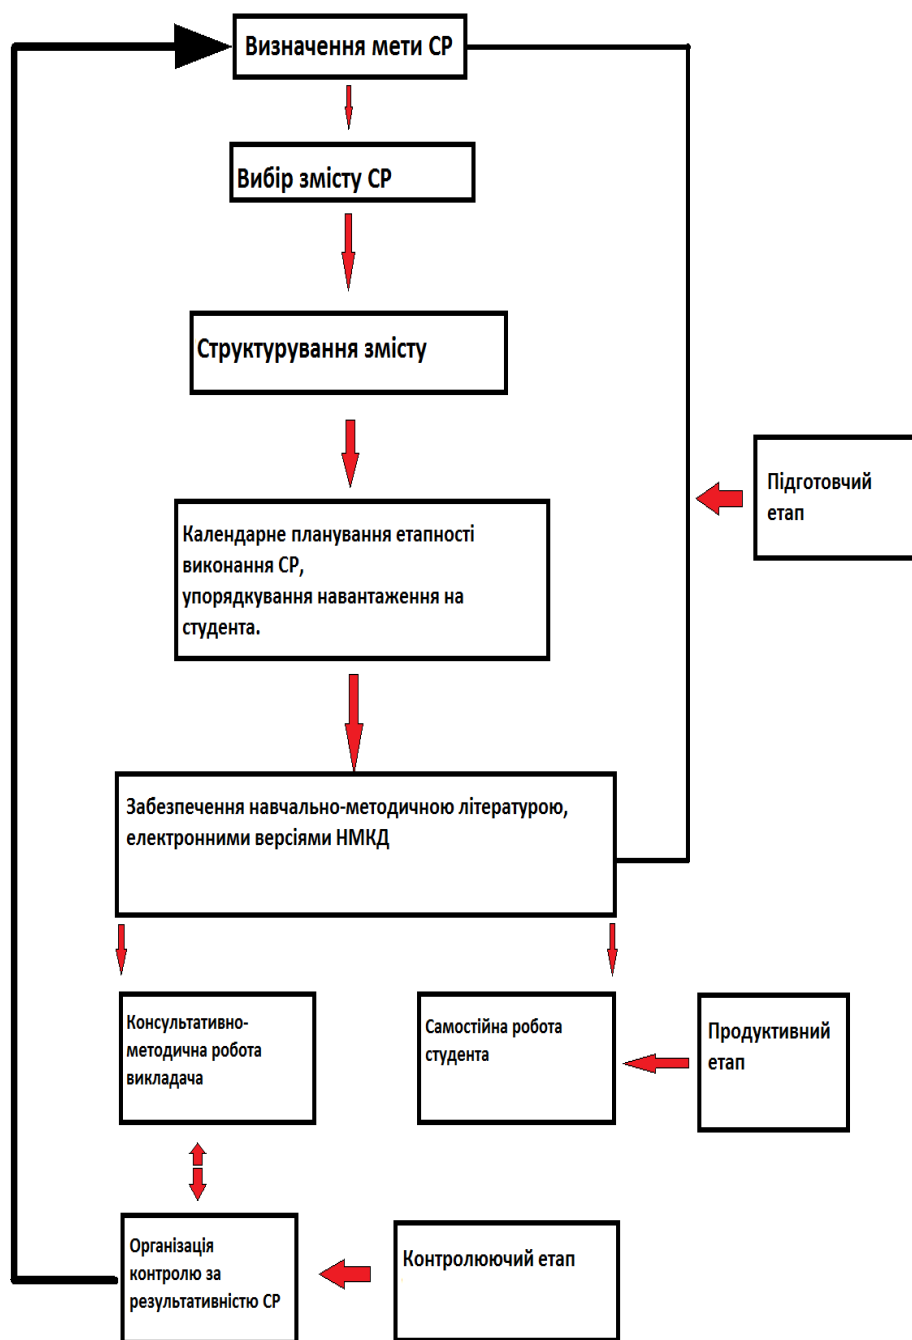 Визначення мети СР
Вибір змісту СР
Структурування змісту
Підготовчий
етап
Календарне планування етапності
виконання СР,
упорядкування навантаження на
студента.
Забезпечення навчально-методичною літературою,
електронними версіями НМКД
Консультативно-
методична робота
викладача
Самостійна робота
студента
Продуктивний
етап
Організація
контролю за
результативністю СР
Контролюючий етап